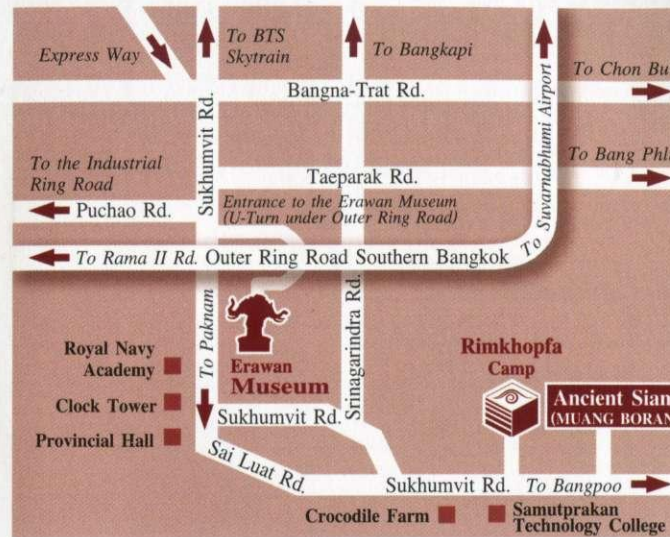 Express Way
To BTS
Skytrain
To Bangkapi
To Chon Bu
Bangna-Trat Rd.
Sukhumvit Rd.
To Suvarnabhumi Airport
To the Industrial
Ring Road
Taeparak Rd.
To Bang Phli
Puchao Rd.
Entrance to the Erawan Museum
(U-Turn under Outer Ring Road)
To Rama II Rd. Outer Ring Road Southern Bangkok
To Paknam
Srinagarindra Rd.
Royal Navy
Academy
Clock Tower
Provincial Hall
Erawan
Museum
Rimkhopfa
Camp
Ancient Siam
(MUANG BORAN
Sukhumvit Rd.
Sai Luat Rd.
Sukhumvit Rd. To Bangpoo
Crocodile Farm
Samutprakan
Technology College